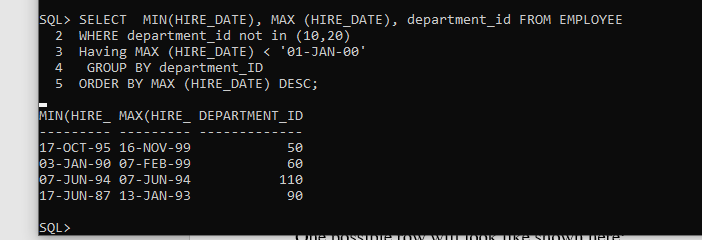 SQL> SELECT  MIN(HIRE_DATE), MAX (HIRE_DATE), department_id FROM EMPLOYEE
  2  WHERE department_id not in (10,20)
  3  Having MAX (HIRE_DATE) < '01-JAN-00'
  4   GROUP BY department_ID
  5  ORDER BY MAX (HIRE_DATE) DESC;
MIN(HIRE_ MAX(HIRE_ DEPARTMENT_ID
--------- --------- -------------
17-OCT-95 16-NOV-99            50
03-JAN-90 07-FEB-99            60
07-JUN-94 07-JUN-94           110
17-JUN-87 13-JAN-93            90
SQL>
One possible row will look like shown here: